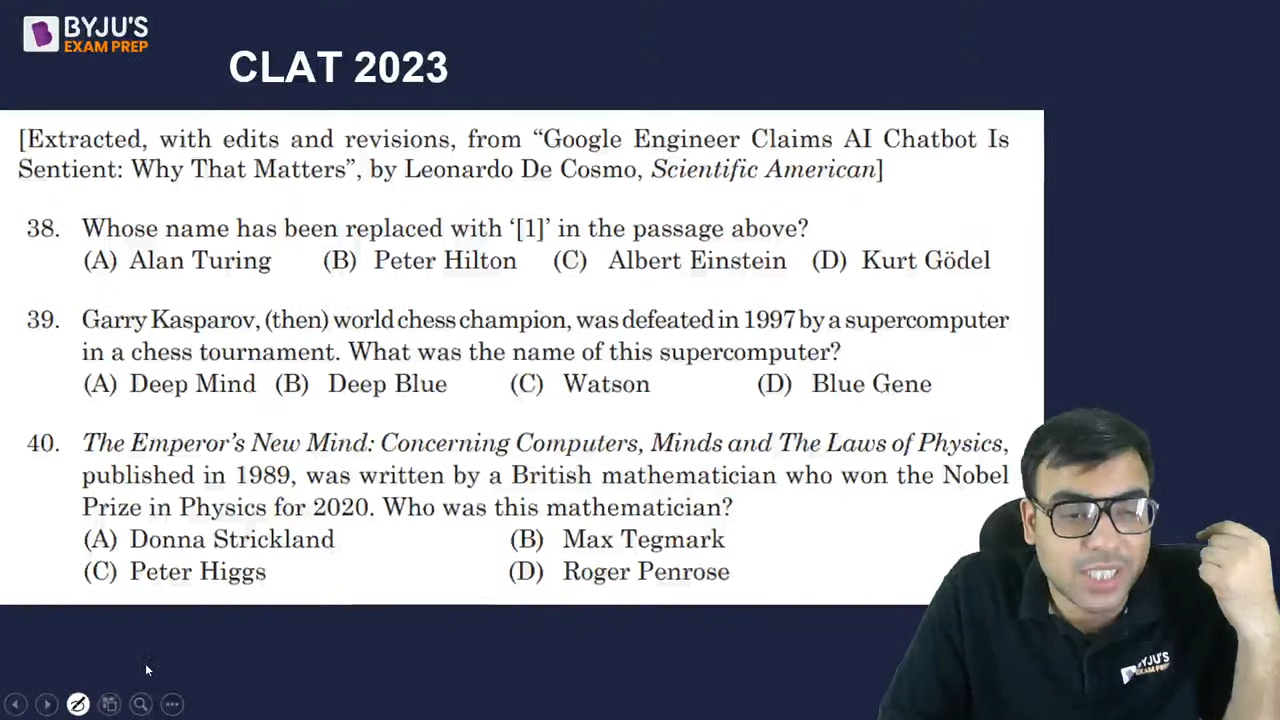 BYJU'S
EXAM PREP
CLAT 2023
[Extracted, with edits and revisions, from “Google Engineer Claims AI Chatbot Is
Sentient: Why That Matters”, by Leonardo De Cosmo, Scientific American]
38. Whose name has been replaced with ‘[1]’ in the passage above?
(A) Alan Turing (B) Peter Hilton (C) Albert Einstein (D) Kurt Gödel
39. Garry Kasparov, (then) world chess champion, was defeated in 1997 by a supercomputer
in a chess tournament. What was the name of this supercomputer?
(A) Deep Mind (B) Deep Blue (C) Watson (D) Blue Gene
40. The Emperor’s New Mind: Concerning Computers, Minds and The Laws of Physics,
published in 1989, was written by a British mathematician who won the Nobel
Prize in Physics for 2020. Who was this mathematician?
(A) Donna Strickland (B) Max Tegmark
(C) Peter Higgs (D) Roger Penrose
BYJU'S
EXAM PREP